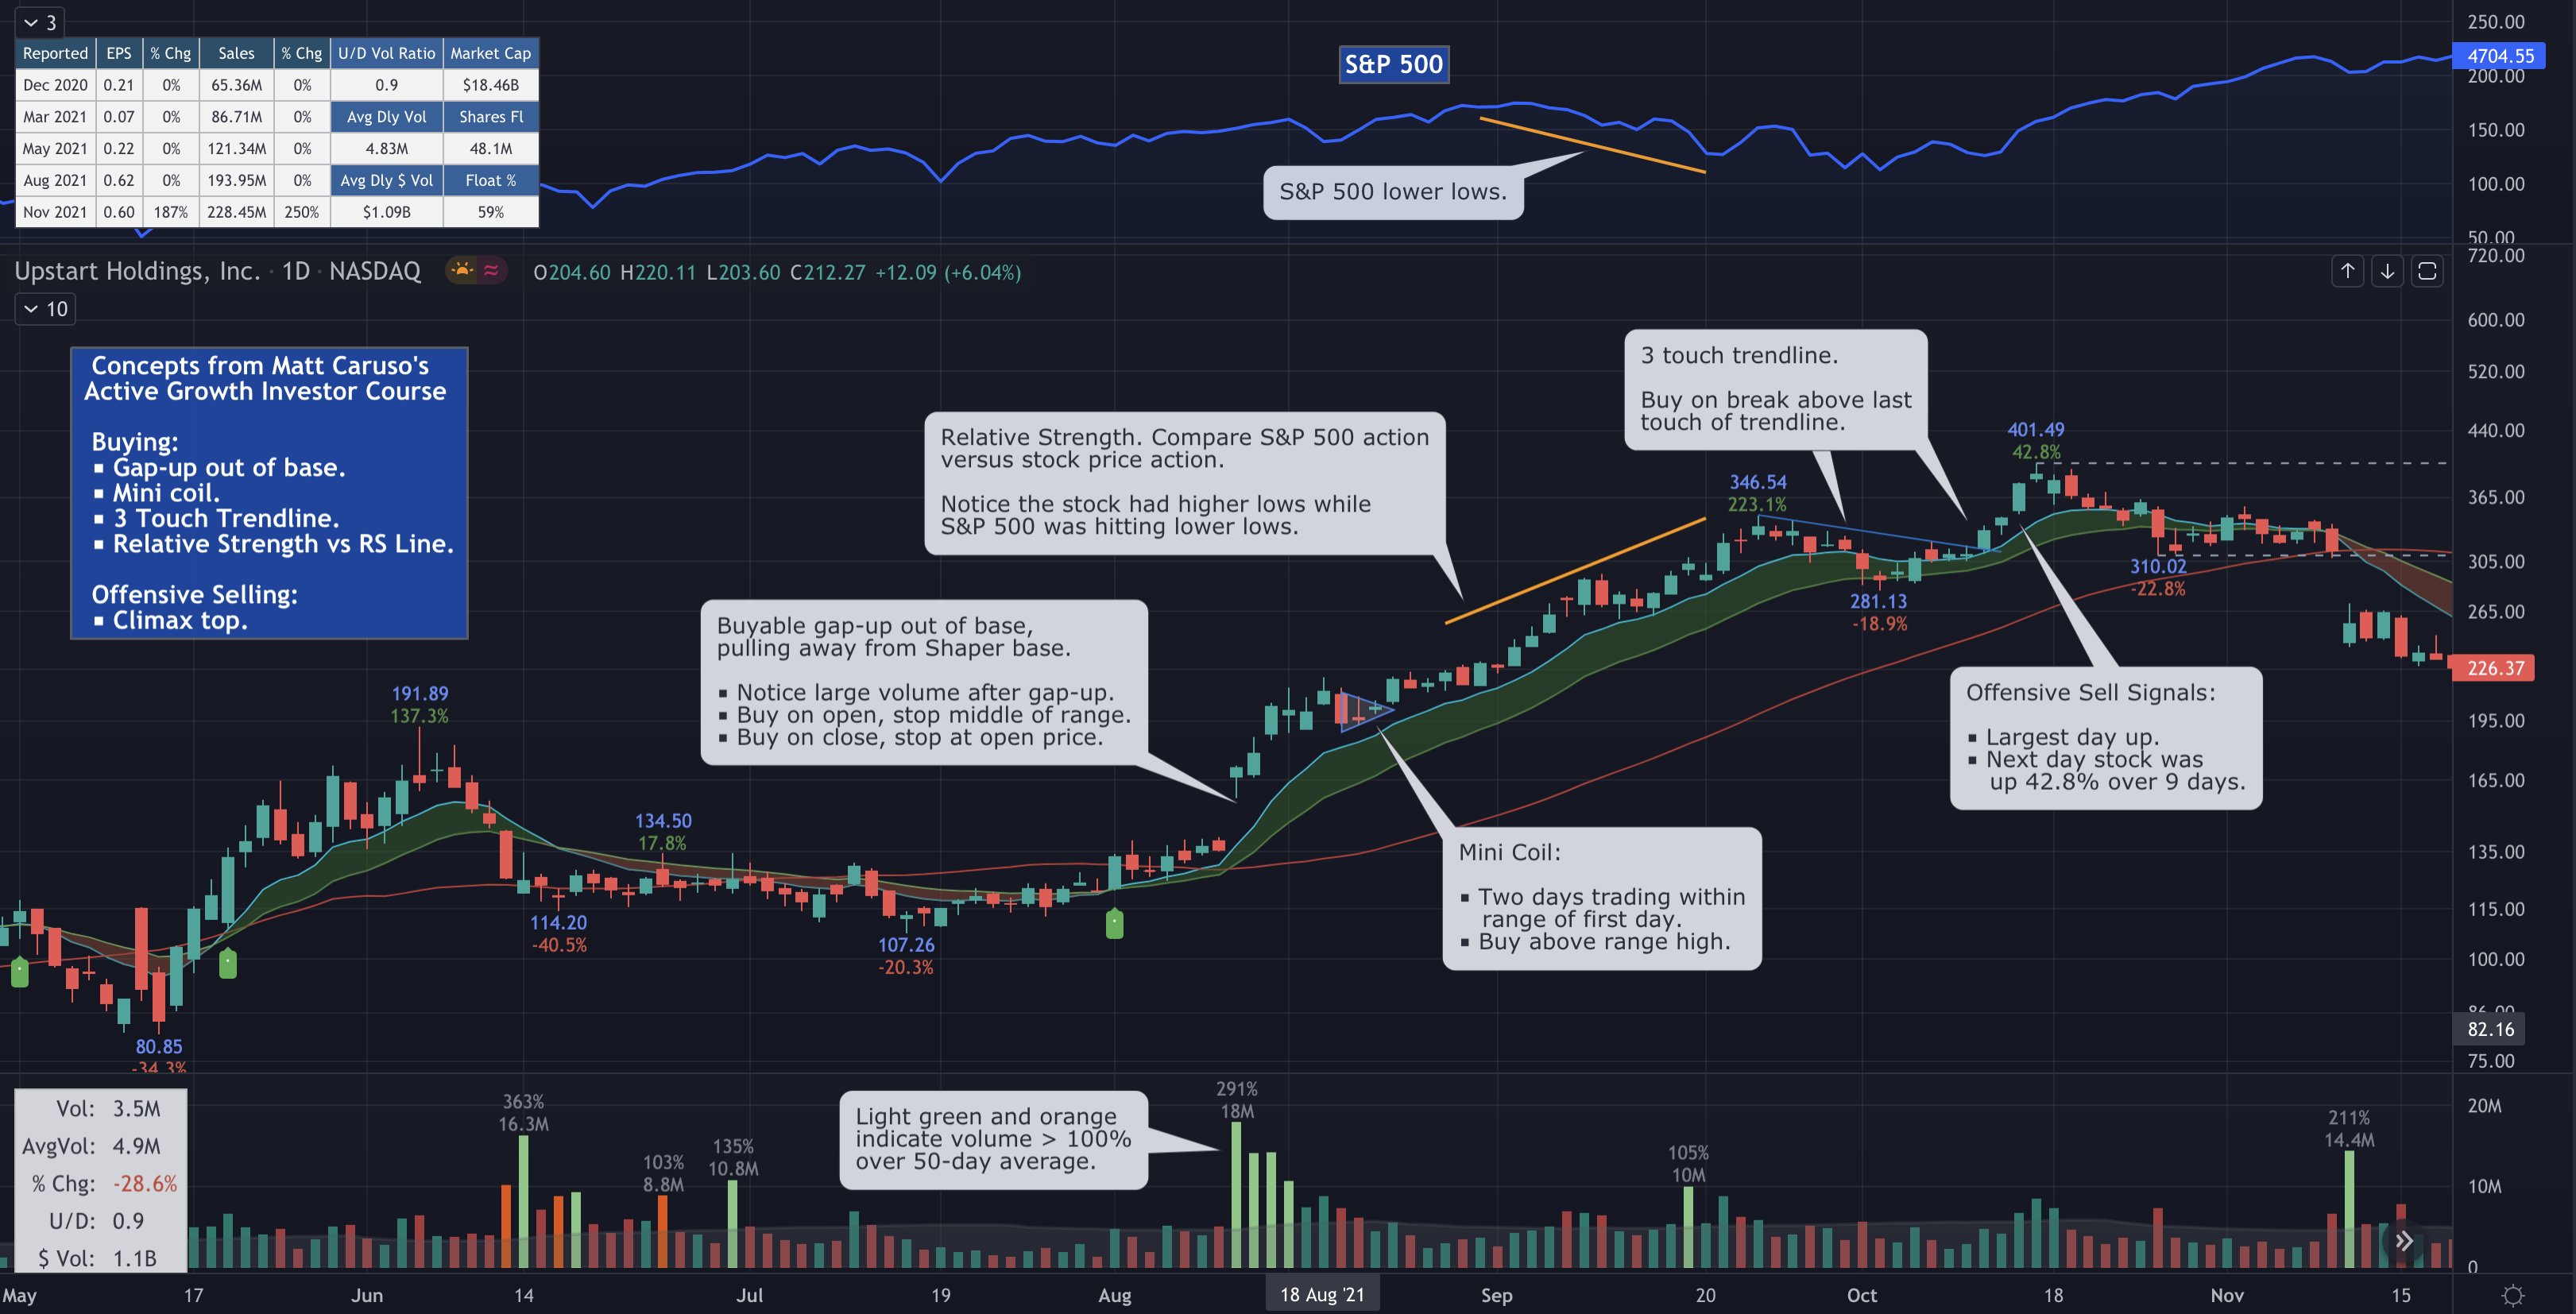 3
Reported EPS % Chg Sales % Chg U/D Vol Ratio Market Cap
Dec 2020 0.21 0% 65.36M 0% 0.9 $18.46B
Mar 2021 0.07 0% 86.71M 0% Avg Dly Vol Shares Fl
May 2021 0.22 0% 121.34M 0% 4.83M 48.1M
Aug 2021 0.62 0% 193.95M 0% Avg Dly $ Vol Float %
Nov 2021 0.60 187% 228.45M 250% $1.09B 59%
S&P 500
S&P 500 lower lows.
250.00
4704.55
200.00
150.00
100.00
50.00
Upstart Holdings, Inc. · 1D · NASDAQ O204.60 H220.11 L203.60 C212.27 +12.09 (+6.04%)
10
Concepts from Matt Caruso's
Active Growth Investor Course
Buying:
▪ Gap-up out of base.
▪ Mini coil.
▪ 3 Touch Trendline.
▪ Relative Strength vs RS Line.
Offensive Selling:
▪ Climax top.
Relative Strength. Compare S&P 500 action
versus stock price action.
Notice the stock had higher lows while
S&P 500 was hitting lower lows.
3 touch trendline.
Buy on break above last
touch of trendline.
Buyable gap-up out of base,
pulling away from Shaper base.
▪ Notice large volume after gap-up.
▪ Buy on open, stop middle of range.
▪ Buy on close, stop at open price.
Mini Coil:
▪ Two days trading within
range of first day.
▪ Buy above range high.
Offensive Sell Signals:
▪ Largest day up.
▪ Next day stock was
up 42.8% over 9 days.
80.85
-34.3%
191.89
137.3%
114.20
-40.5%
134.50
17.8%
107.26
-20.3%
346.54
223.1%
281.13
-18.9%
401.49
42.8%
310.02
-22.8%
720.00
600.00
520.00
440.00
365.00
305.00
265.00
226.37
195.00
165.00
135.00
115.00
100.00
86.00
82.16
75.00
Vol: 3.5M
AvgVol: 4.9M
% Chg: -28.6%
U/D: 0.9
$ Vol: 1.1B
363%
16.3M
103%
8.8M
135%
10.8M
Light green and orange
indicate volume > 100%
over 50-day average.
291%
18M
105%
10M
211%
14.4M
20M
10M
0
May 17 Jun 14 Jul 19 Aug 18 Aug '21 Sep 20 Oct 18 Nov 15